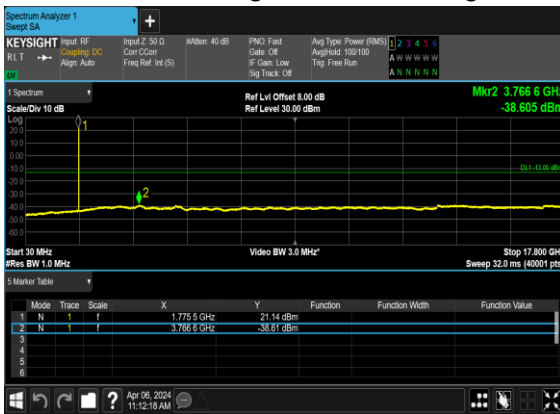 Spectrum Analyzer 1
Swept SA
KEYSIGHT Input: RF Input Z: 50 Ω #Atten: 40 dB PNO: Fast Avg Type: Power (RMS) 1 2 3 4 5 6
RLT Coupling: DC Corr CCorr Gate: Off Avg|Hold: 100/100 A W W W W W
Align: Auto Freq Ref: Int (S) IF Gain: Low Trig: Free Run
Sig Track: Off A N N N N N
1 Spectrum Ref Lvl Offset 8.00 dB Mkr2 3.766 6 GHz
Scale/Div 10 dB Ref Level 30.00 dBm -38.605 dBm
Log
20.0
10.0
0.00
-10.0
DL1 -13.00 dBm
-20.0
-30.0
-40.0
-50.0
-60.0
1
2
Start 30 MHz Video BW 3.0 MHz* Stop 17.800 GHz
#Res BW 1.0 MHz Sweep 32.0 ms (40001 pts)
5 Marker Table
Mode Trace Scale X Y Function Function Width Function Value
1 N 1 f 1.775 5 GHz 21.14 dBm
2 N 1 f 3.766 6 GHz -38.61 dBm
3
4
5
6
? Apr 06, 2024
11:12:18 AM